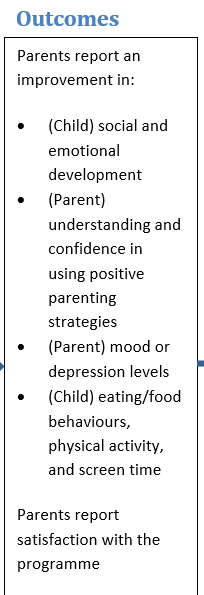 Outcomes
Parents report an
improvement in:
• (Child) social and
emotional
development
• (Parent)
understanding and
confidence in
using positive
parenting
strategies
• (Parent) mood or
depression levels
• (Child) eating/food
behaviours,
physical activity,
and screen time
Parents report
satisfaction with the
programme